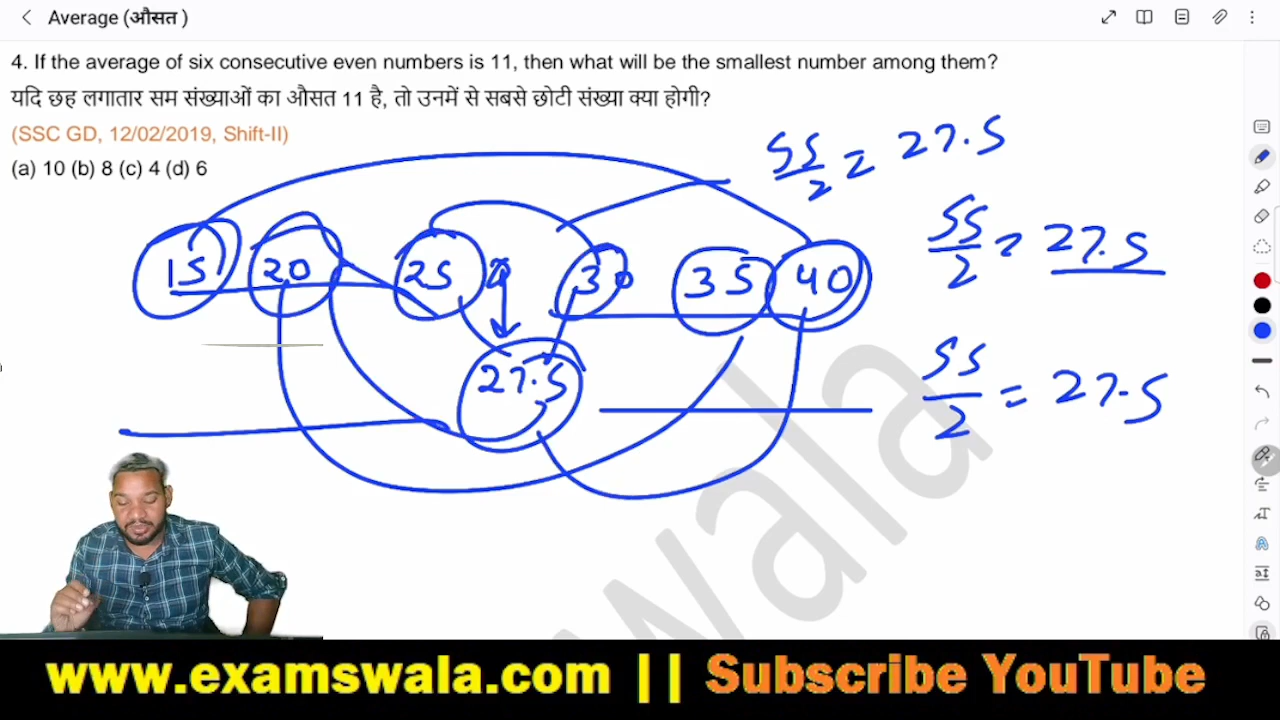 Average (औसत )
4. If the average of six consecutive even numbers is 11, then what will be the smallest number among them?
यदि छह लगातार सम संख्याओं का औसत 11 है, तो उनमें से सबसे छोटी संख्या क्या होगी?
(SSC GD, 12/02/2019, Shift-II)
(a) 10 (b) 8 (c) 4 (d) 6
55/2 = 27.5
55/2 = 27.5
15 20 25 30 35 40
27.5
55/2 = 27.5
wala
www.examswala.com || Subscribe YouTube